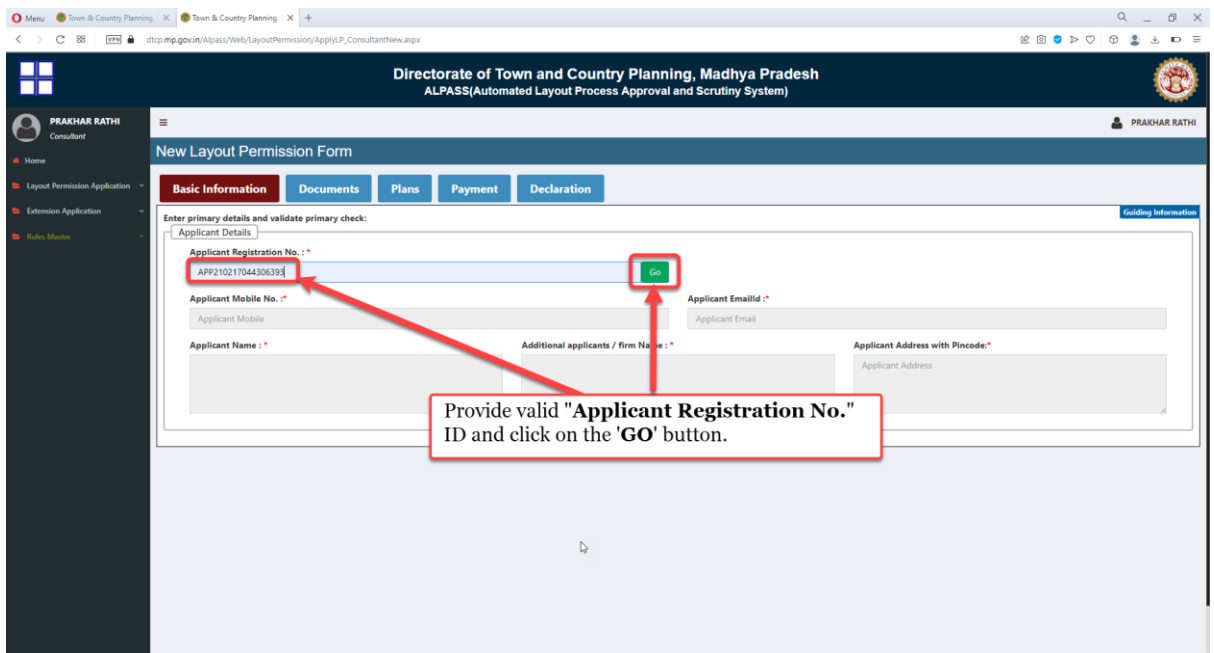 Menu
Town & Country Planning,
Town & Country Planning,
VPN
dtcp.mp.gov.in/Alpass/Web/LayoutPermission/ApplyLP_ConsultantNew.aspx
Directorate of Town and Country Planning, Madhya Pradesh
ALPASS(Automated Layout Process Approval and Scrutiny System)
PRAKHAR RATHI
Consultant
PRAKHAR RATHI
Home
Layout Permission Application
Extension Application
Rules Master
New Layout Permission Form
Basic Information
Documents
Plans
Payment
Declaration
Guiding Information
Enter primary details and validate primary check:
Applicant Details
Applicant Registration No. : *
APP210217044306393
Go
Applicant Mobile No. :*
Applicant EmailId :*
Applicant Mobile
Applicant Email
Applicant Name : *
Additional applicants / firm Name : *
Applicant Address with Pincode:*
Applicant Address
Provide valid "Applicant Registration No."
ID and click on the 'GO' button.